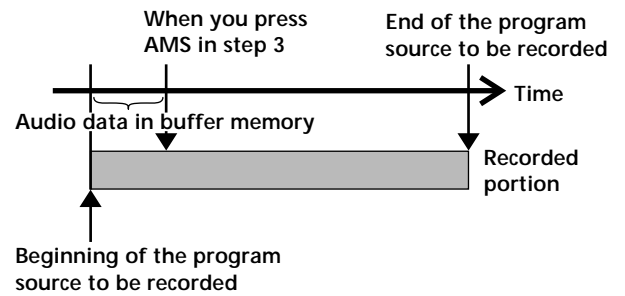 When you press
AMS in step 3
End of the program
source to be recorded
Time
Audio data in buffer memory
Recorded
portion
Beginning of the program
source to be recorded